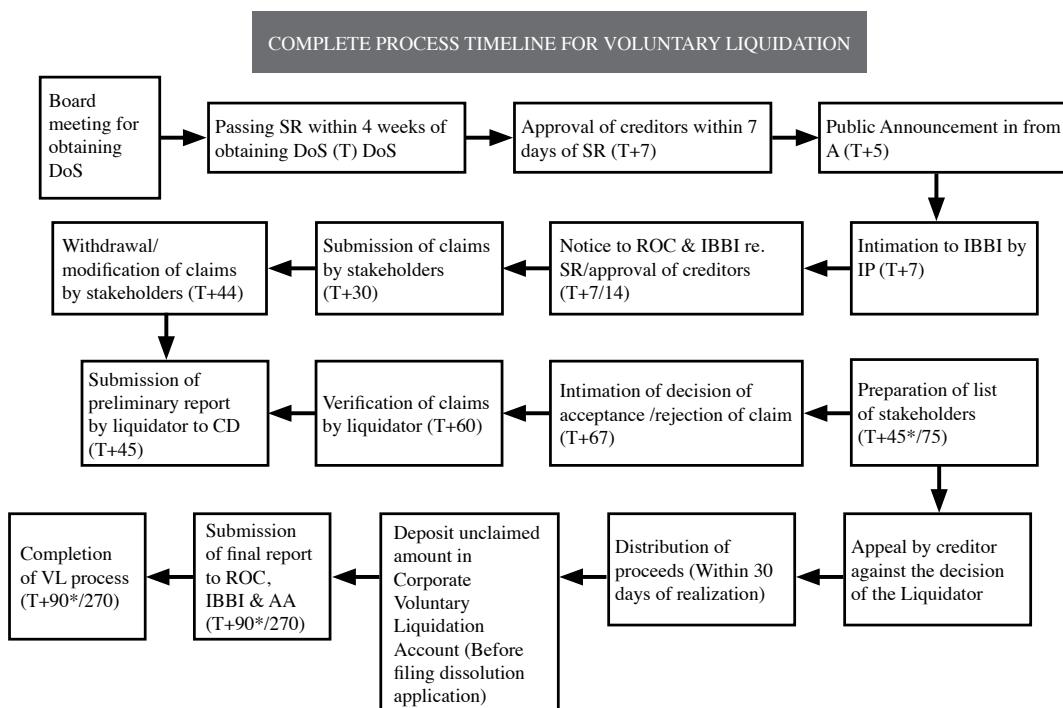 COMPLETE PROCESS TIMELINE FOR VOLUNTARY LIQUIDATION
Board
meeting for
obtaining
DoS
Passing SR within 4 weeks of
obtaining DoS (T) DoS
Approval of creditors within 7
days of SR (T+7)
Public Announcement in from
A (T+5)
Intimation to IBBI by
IP (T+7)
Notice to ROC & IBBI re.
SR/approval of creditors
(T+7/14)
Submission of claims
by stakeholders
(T+30)
Withdrawal/
modification of claims
by stakeholders (T+44)
Submission of
preliminary report
by liquidator to CD
(T+45)
Verification of claims
by liquidator (T+60)
Intimation of decision of
acceptance /rejection of claim
(T+67)
Preparation of list
of stakeholders
(T+45*/75)
Appeal by creditor
against the decision
of the Liquidator
Distribution of
proceeds (Within 30
days of realization)
Deposit unclaimed
amount in
Corporate
Voluntary
Liquidation
Account (Before
filing dissolution
application)
Submission
of final report
to ROC,
IBBI & AA
(T+90*/270)
Completion
of VL process
(T+90*/270)